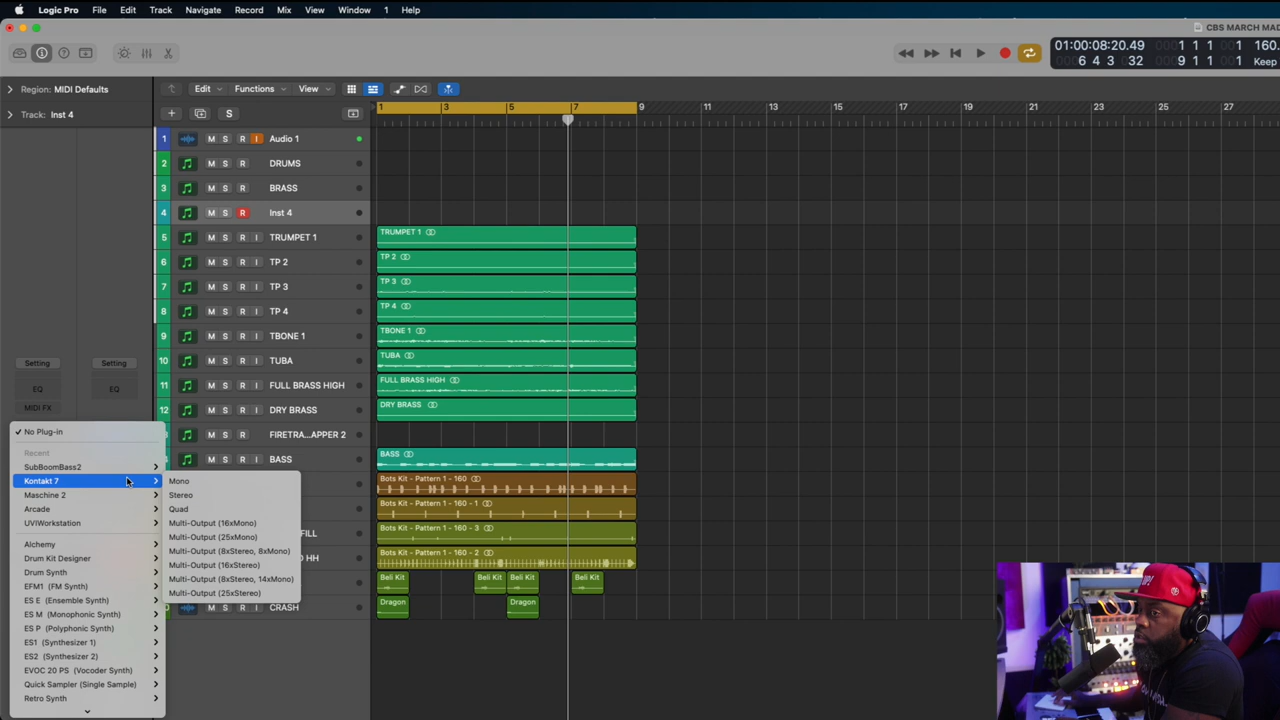 Logic Pro File Edit Track Navigate Record Mix View Window 1 Help
CBS MARCH MAD
01:00:08:20.49 0001 1 1 001 160.
6 4 3 032 009 1 1 001 Keep
Region: MIDI Defaults
Edit Functions View
Track: Inst 4
S
1 3 5 7 9 11 13 15 17 19 21 23 25 27
1 M S R I Audio 1
2 M S R DRUMS
3 M S R BRASS
4 M S R Inst 4
5 M S R I TRUMPET 1
TRUMPET 1
6 M S R I TP 2
TP 2
7 M S R I TP 3
TP 3
8 M S R I TP 4
TP 4
9 M S R I TBONE 1
TBONE 1
10 M S R I TUBA
TUBA
11 M S R I FULL BRASS HIGH
FULL BRASS HIGH
12 M S R I DRY BRASS
DRY BRASS
M S R FIRETRA...APPER 2
M S R I BASS
BASS
Bots Kit - Pattern 1 - 160
Bots Kit - Pattern 1 - 160 - 1
FILL
Bots Kit - Pattern 1 - 160 - 3
HH
Bots Kit - Pattern 1 - 160 - 2
Beli Kit Beli Kit Beli Kit Beli Kit
M S R I CRASH
Dragon Dragon
Setting Setting
EQ EQ
MIDI FX
No Plug-in
Recent
SubBoomBass2
Kontakt 7
Maschine 2
Arcade
UVIWorkstation
Alchemy
Drum Kit Designer
Drum Synth
EFM1 (FM Synth)
ES E (Ensemble Synth)
ES M (Monophonic Synth)
ES P (Polyphonic Synth)
ES1 (Synthesizer 1)
ES2 (Synthesizer 2)
EVOC 20 PS (Vocoder Synth)
Quick Sampler (Single Sample)
Retro Synth
Mono
Stereo
Quad
Multi-Output (16xMono)
Multi-Output (25xMono)
Multi-Output (8xStereo, 8xMono)
Multi-Output (16xStereo)
Multi-Output (8xStereo, 14xMono)
Multi-Output (25xStereo)